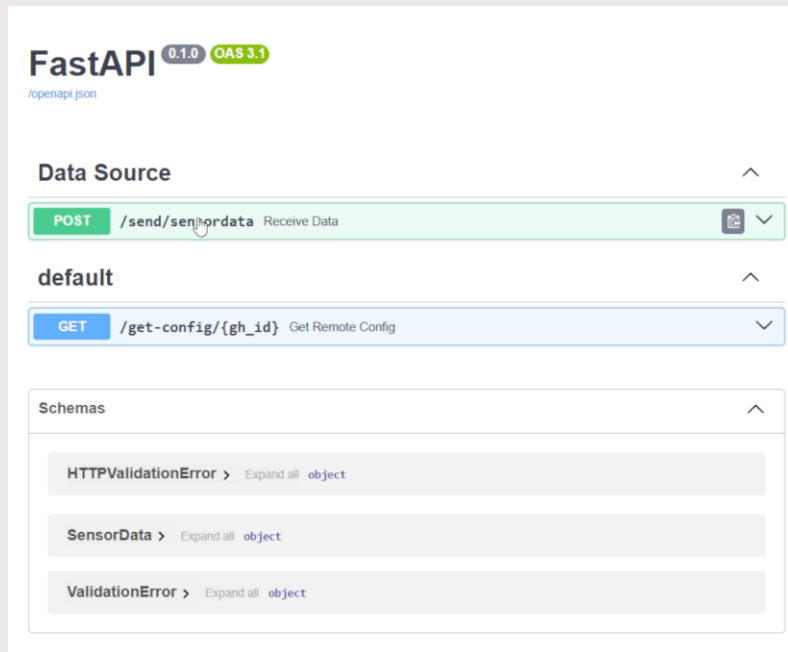 FastAPI 0.1.0 OAS 3.1
/openapi.json
Data Source
POST /send/sensordata Receive Data
default
GET /get-config/{gh_id} Get Remote Config
Schemas
HTTPValidationError > Expand all object
SensorData > Expand all object
ValidationError > Expand all object